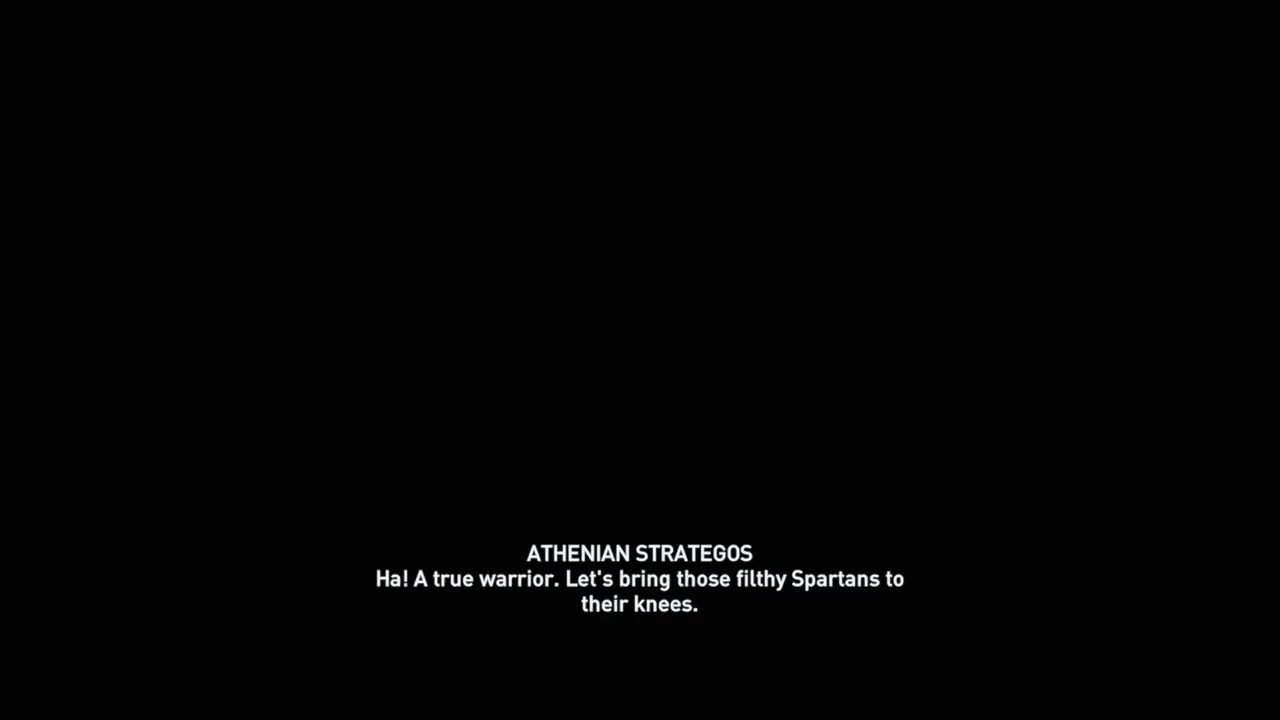 ATHENIAN STRATEGOS
Ha! A true warrior. Let's bring those filthy Spartans to
their knees.